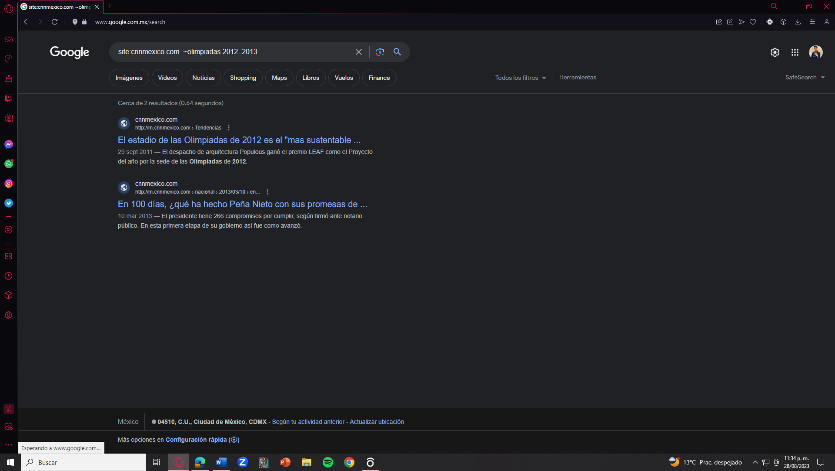 site:cnnmexico.com ~olimp
www.google.com.mx/search
Google
site:cnnmexico.com ~olimpiadas 2012..2013
Imágenes
Videos
Noticias
Shopping
Maps
Libros
Vuelos
Finance
Todos los filtros
Herramientas
SafeSearch
Cerca de 2 resultados (0.64 segundos)
cnnmexico.com
http://m.cnnmexico.com › Tendencias
El estadio de las Olimpiadas de 2012 es el "mas sustentable ...
29 sept 2011 — El despacho de arquitectura Populous ganó el premio LEAF como el Proyecto
del año por la sede de las Olimpiadas de 2012.
cnnmexico.com
http://m.cnnmexico.com › nacional › 2013/03/10 › en...
En 100 días, ¿qué ha hecho Peña Nieto con sus promesas de ...
10 mar 2013 — El presidente tiene 266 compromisos por cumplir, según firmó ante notario
público. En esta primera etapa de su gobierno así fue como avanzó.
México
04510, C.U., Ciudad de México, CDMX - Según tu actividad anterior - Actualizar ubicación
Más opciones en Configuración rápida
Esperando a www.google.com...
Buscar
13°C Prac. despejado
11:34 p. m.
28/08/2023